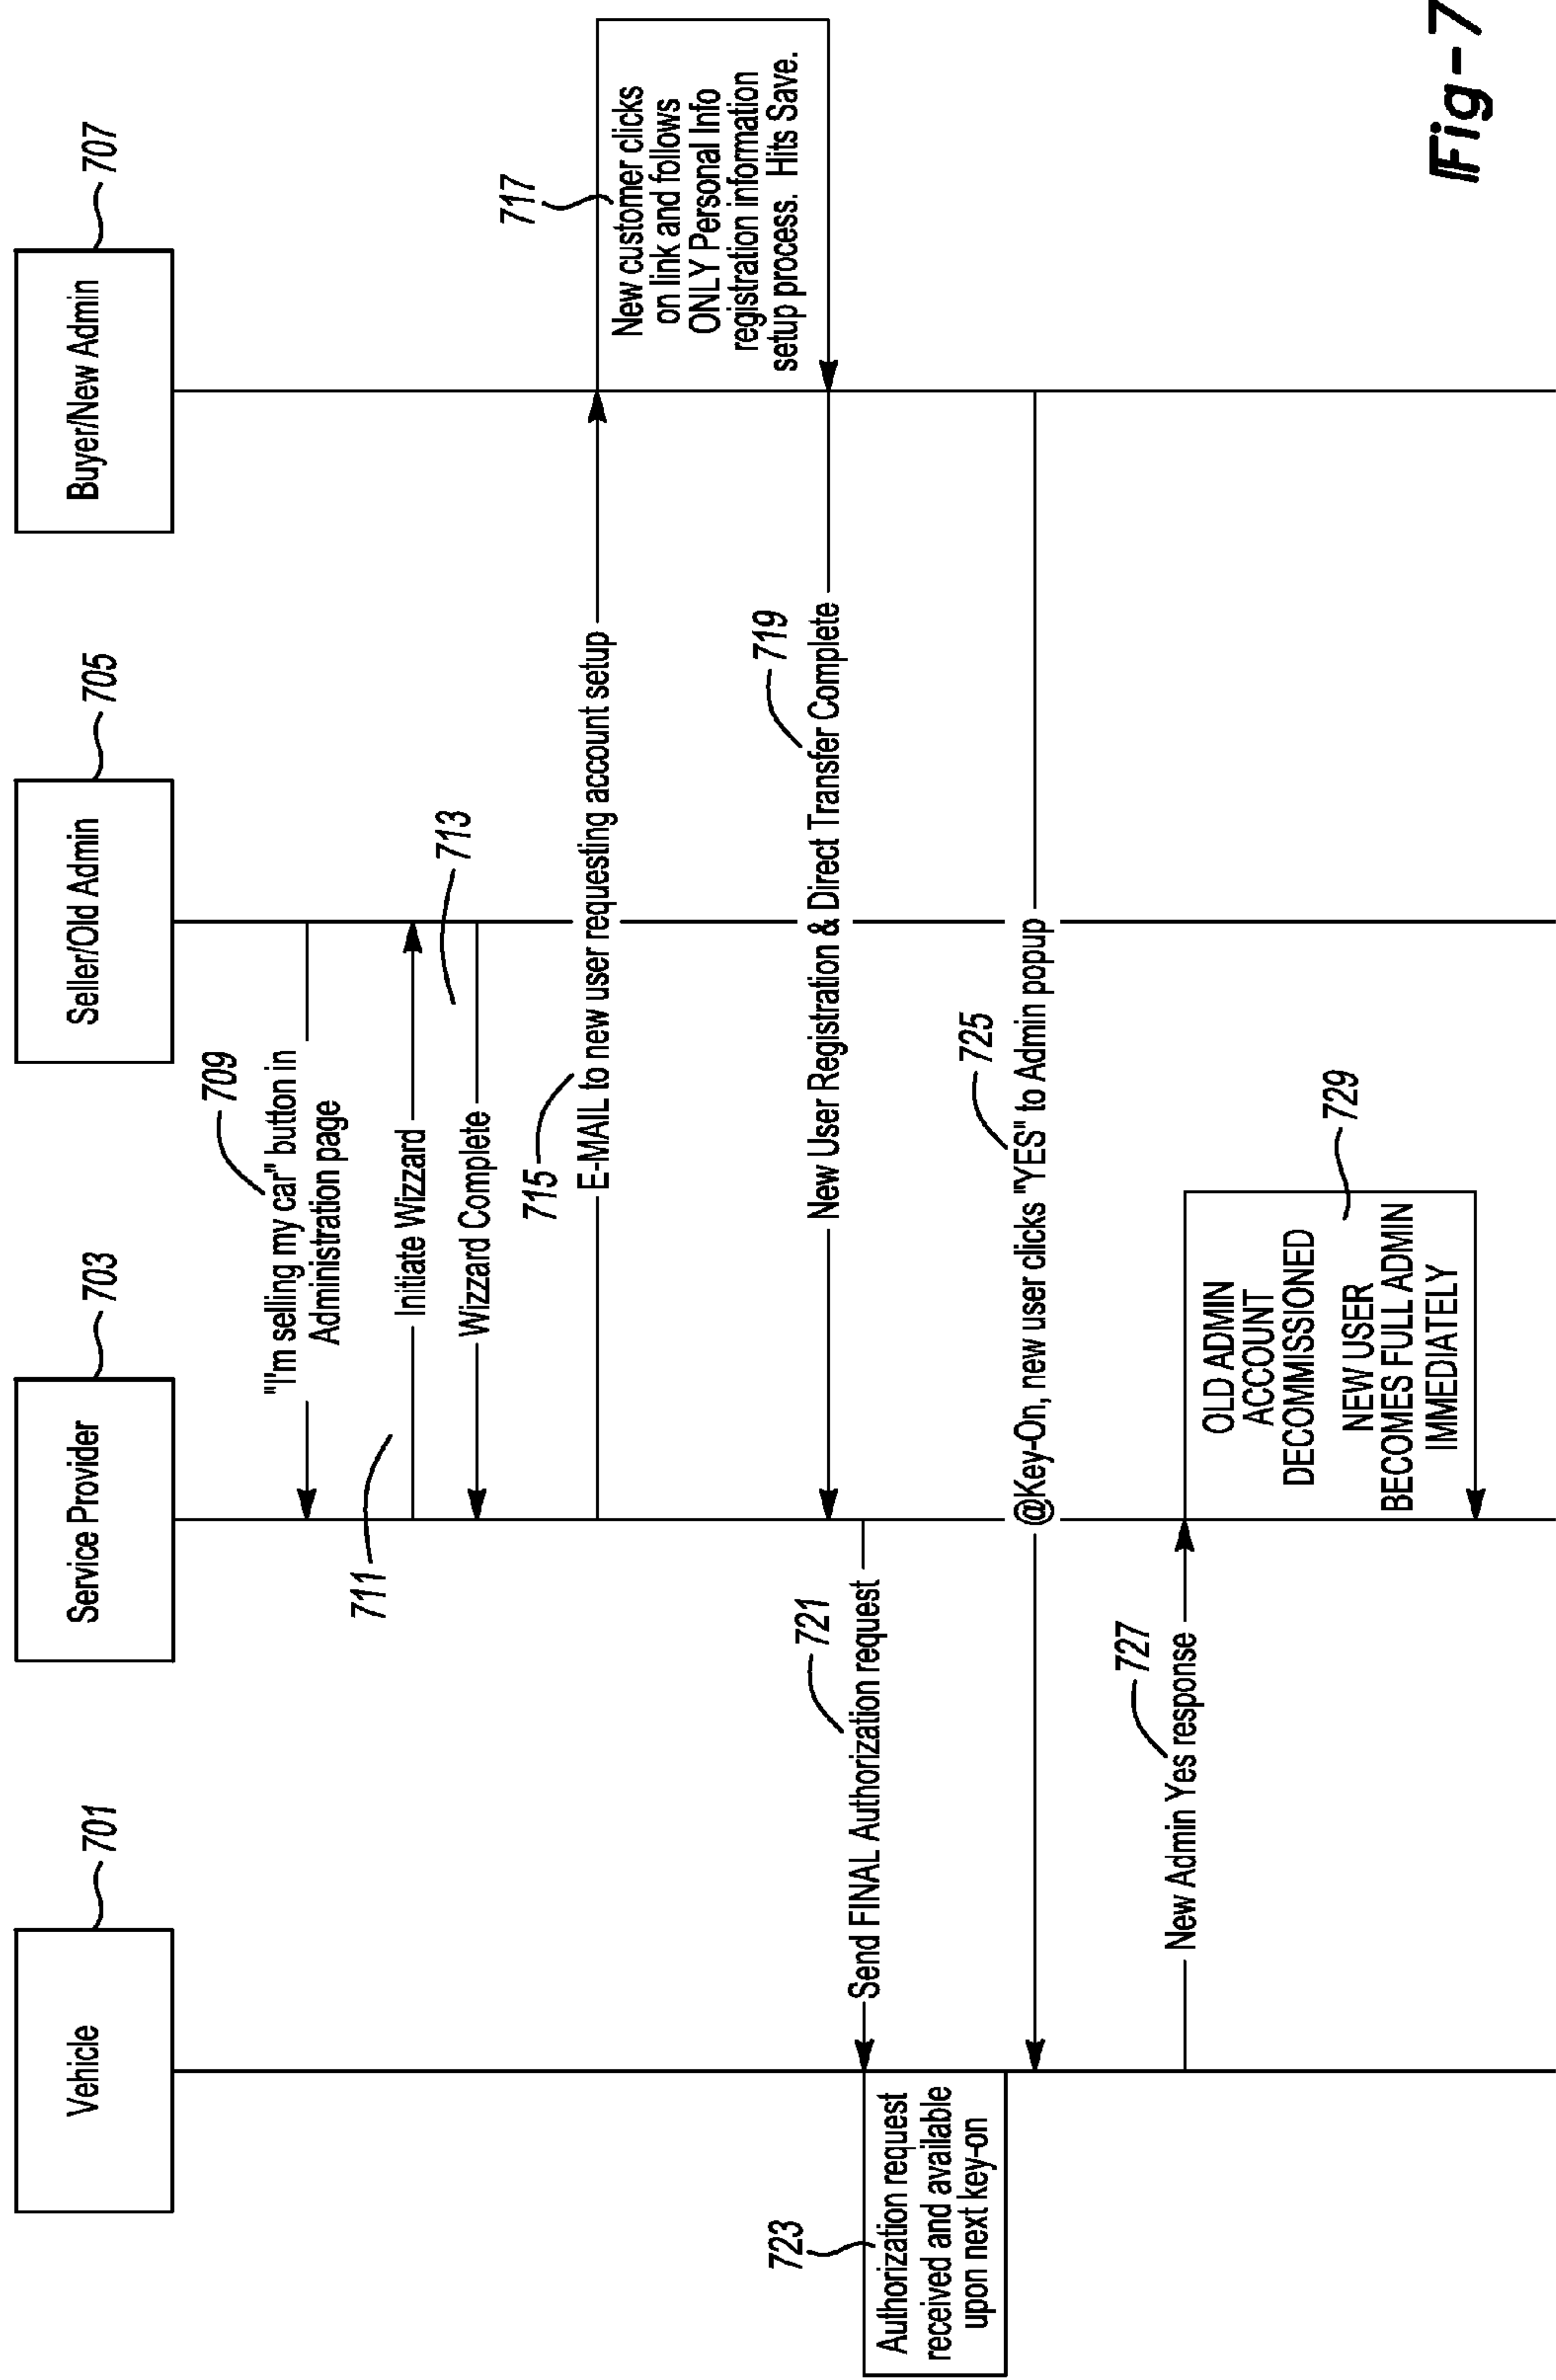 Vehicle
701
Service Provider
703
Seller/Old Admin
705
Buyer/New Admin
707
709
"I'm selling my car" button in
Administration page
711
Initiate Wizzard
713
Wizzard Complete
715
E-MAIL to new user requesting account setup
717
New customer clicks
on link and follows
ONLY Personal Info
registration information
setup process. Hits Save.
719
New User Registration & Direct Transfer Complete
721
Send FINAL Authorization request
723
Authorization request
received and available
upon next key-on
725
@Key-On, new user clicks "YES" to Admin popup
727
New Admin Yes response
729
OLD ADMIN
ACCOUNT
DECOMMISSIONED
NEW USER
BECOMES FULL ADMIN
IMMEDIATELY
Fig-7